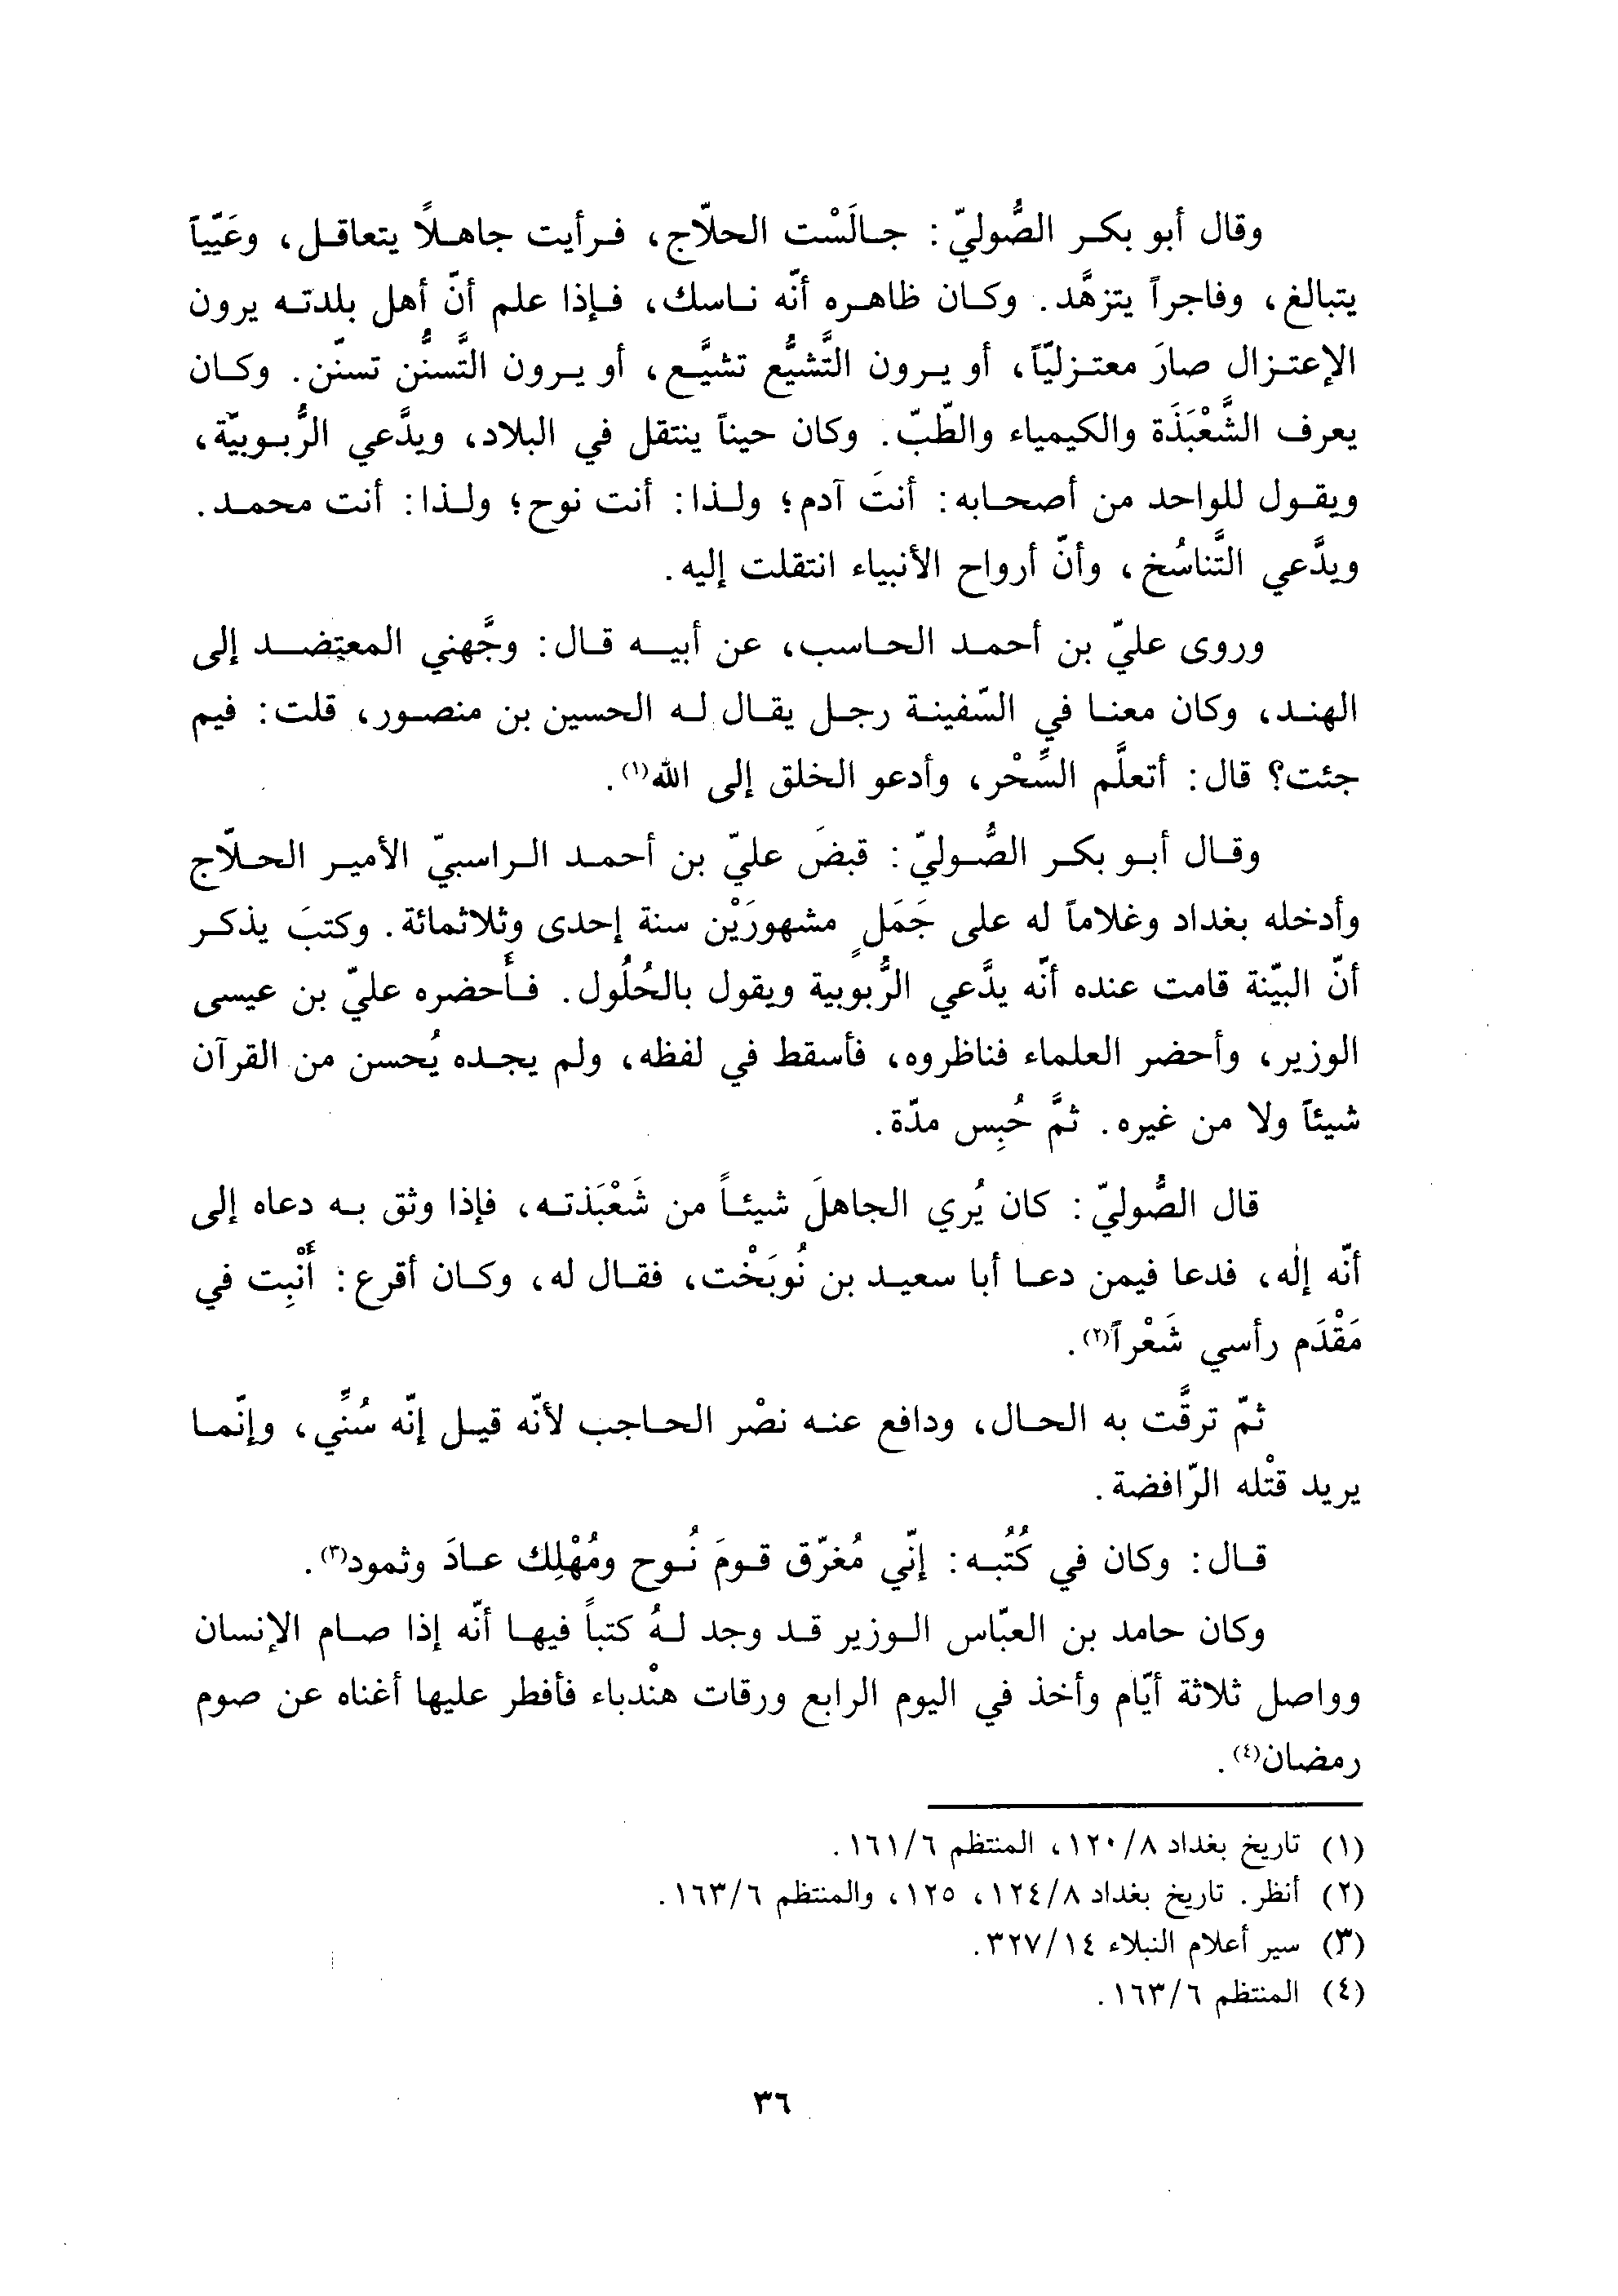 وقال أبو بكر الصُّوليّ: جالَسْت الحلّاج، فرأيت جاهلًا يتعاقل، وعَيّياً
يتبالغ، وفاجراً يتزهَّد. وكان ظاهره أنّه ناسك، فإذا علم أنّ أهل بلدته يرون
الإعتزال صارَ معتزليّاً، أو يرون التَّشيُّع تشيَّع، أو يرون التَّسنُّن تسنّن. وكان
يعرف الشَّعْبَذَة والكيمياء والطّبّ. وكان حيناً ينتقل في البلاد، ويدَّعي الرُّبوبيّة،
ويقول للواحد من أصحابه: أنتَ آدم؛ ولذا: أنت نوح؛ ولذا: أنت محمد.
ويدَّعي التَّناسُخ، وأنّ أرواح الأنبياء انتقلت إليه.
وروى عليّ بن أحمد الحاسب، عن أبيه قال: وجَّهني المعتضد إلى
الهند، وكان معنا في السّفينة رجل يقال له الحسين بن منصور، قلت: فيم
جئت؟ قال: أتعلَّم السِّحْر، وأدعو الخلق إلى الله(١).
وقال أبو بكر الصُّوليّ: قبضَ عليّ بن أحمد الراسبيّ الأمير الحلّاج
وأدخله بغداد وغلاماً له على جَمَلٍ مشهورَيْن سنة إحدى وثلاثمائة. وكتبَ يذكر
أنّ البيّنة قامت عنده أنّه يدَّعي الرُّبوبية ويقول بالحُلُول. فأَحضره عليّ بن عيسى
الوزير، وأحضر العلماء فناظروه، فأسقط في لفظه، ولم يجده يُحسن من القرآن
شيئاً ولا من غيره. ثمَّ حُبِس مدّة.
قال الصُّوليّ: كان يُري الجاهلَ شيئاً من شَعْبَذته، فإذا وثق به دعاه إلى
أنّه إلٰه، فدعا فيمن دعا أبا سعيد بن نُوبَخْت، فقال له، وكان أقرع: أَنْبِت في
مَقْدَم رأسي شَعْراً(٢).
ثمّ ترقَّت به الحال، ودافع عنه نصْر الحاجب لأنّه قيل إنّه سُنِّي، وإنّما
يريد قتْله الرّافضة.
قال: وكان في كُتُبه: إنّي مُغرّق قومَ نُوح ومُهْلِك عادَ وثمود(٣).
وكان حامد بن العبّاس الوزير قد وجد لهُ كتباً فيها أنّه إذا صام الإنسان
وواصل ثلاثة أيّام وأخذ في اليوم الرابع ورقات هنْدباء فأفطر عليها أغناه عن صوم
رمضان(٤).
(١) تاريخ بغداد ١٢٠/٨، المنتظم ١٦١/٦.
(٢) أنظر. تاريخ بغداد ١٢٤/٨، ١٢٥، والمنتظم ١٦٣/٦.
(٣) سير أعلام النبلاء ٣٢٧/١٤.
(٤) المنتظم ١٦٣/٦.
٣٦